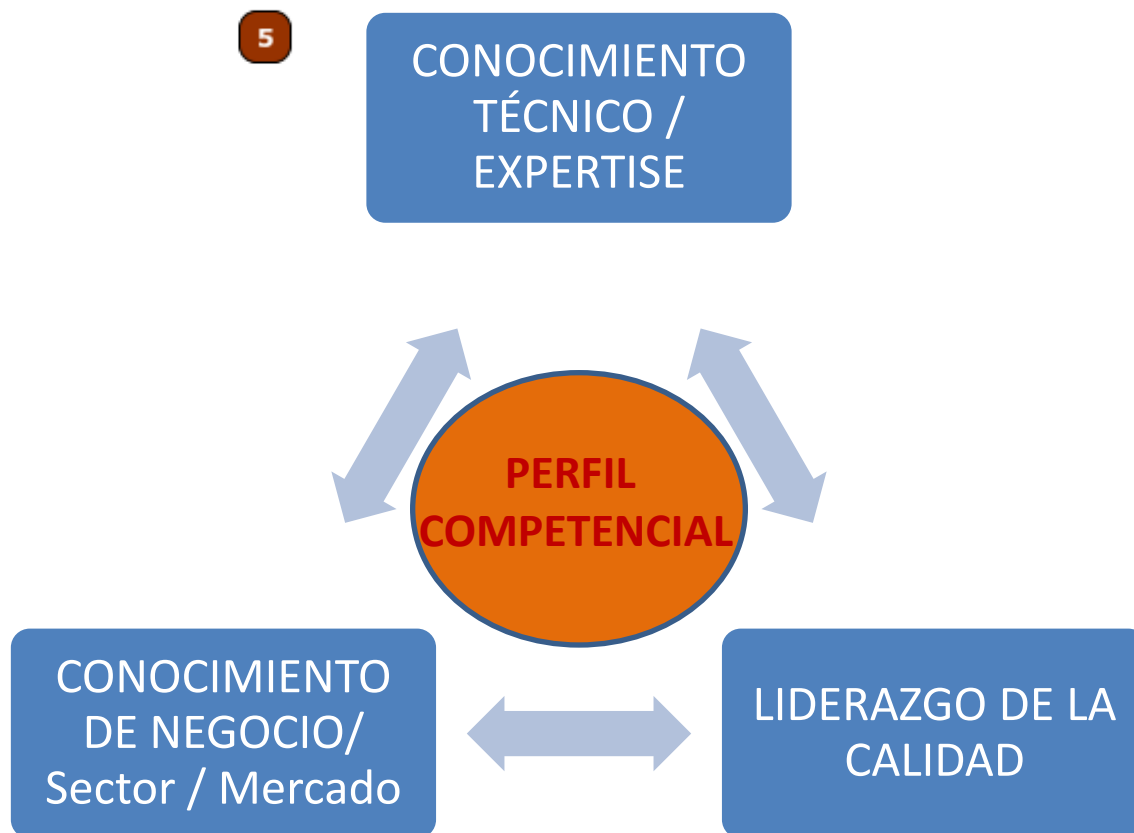 5
CONOCIMIENTO
TÉCNICO /
EXPERTISE
PERFIL
COMPETENCIAL
CONOCIMIENTO
DE NEGOCIO/
Sector / Mercado
LIDERAZGO DE LA
CALIDAD